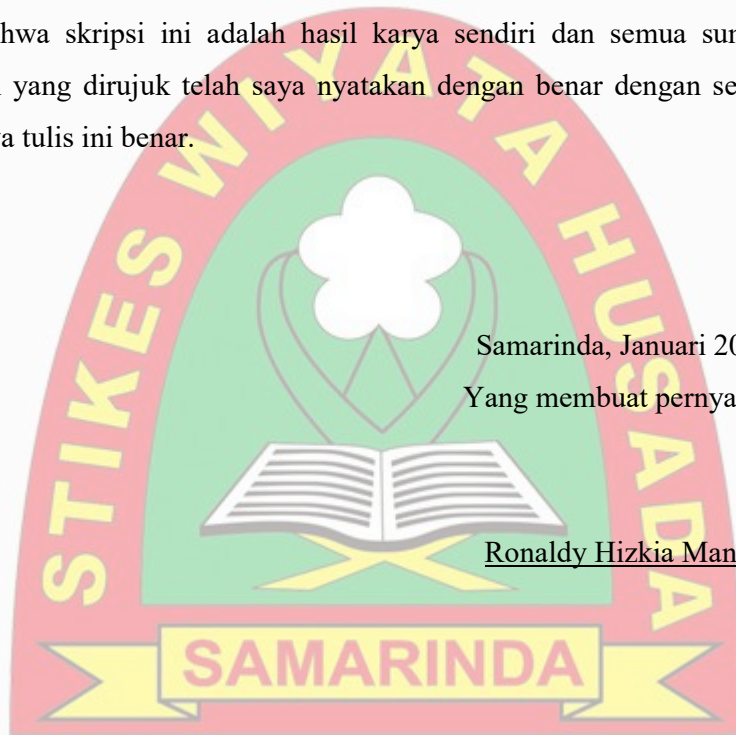 hwa skripsi ini adalah hasil karya sendiri dan semua sum
yang dirujuk telah saya nyatakan dengan benar dengan se
a tulis ini benar.
STIKES WIYATA HUSADA
Samarinda, Januari 20
Yang membuat pernya
Ronaldy Hizkia Man
SAMARINDA